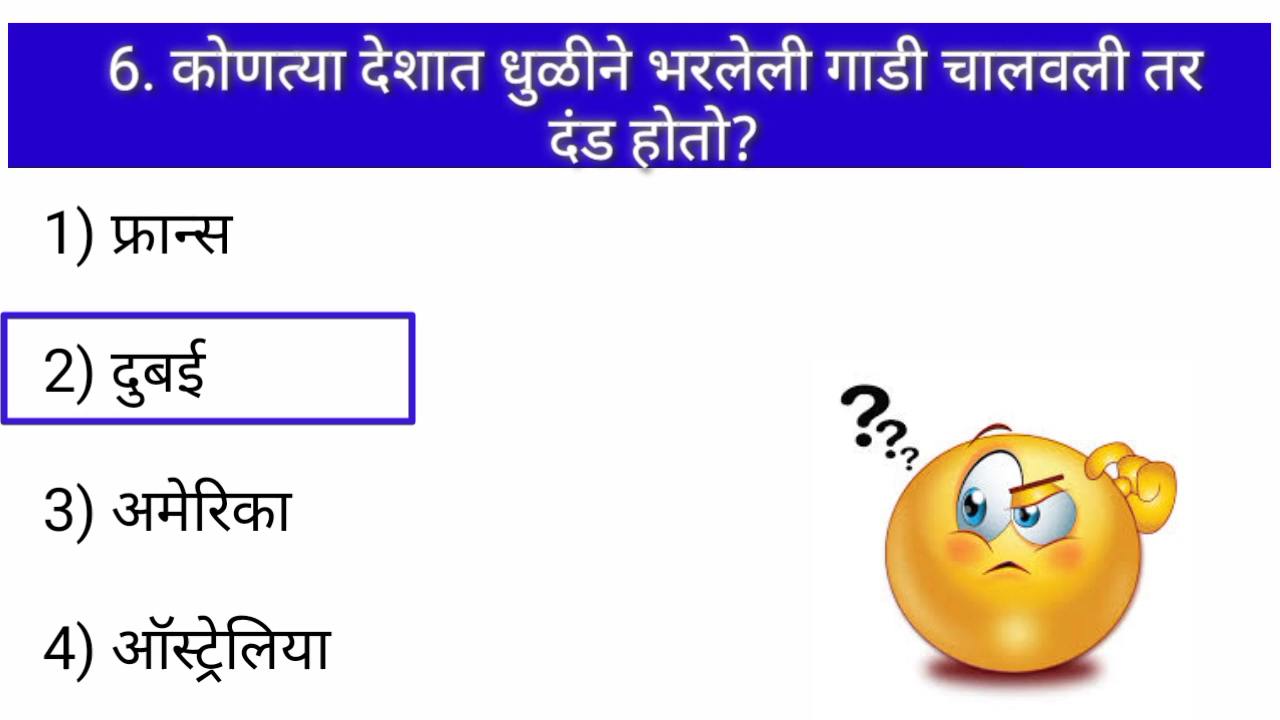 6. कोणत्या देशात धुळीने भरलेली गाडी चालवली तर
दंड होतो?
1) फ्रान्स
2) दुबई
???
3) अमेरिका
4) ऑस्ट्रेलिया